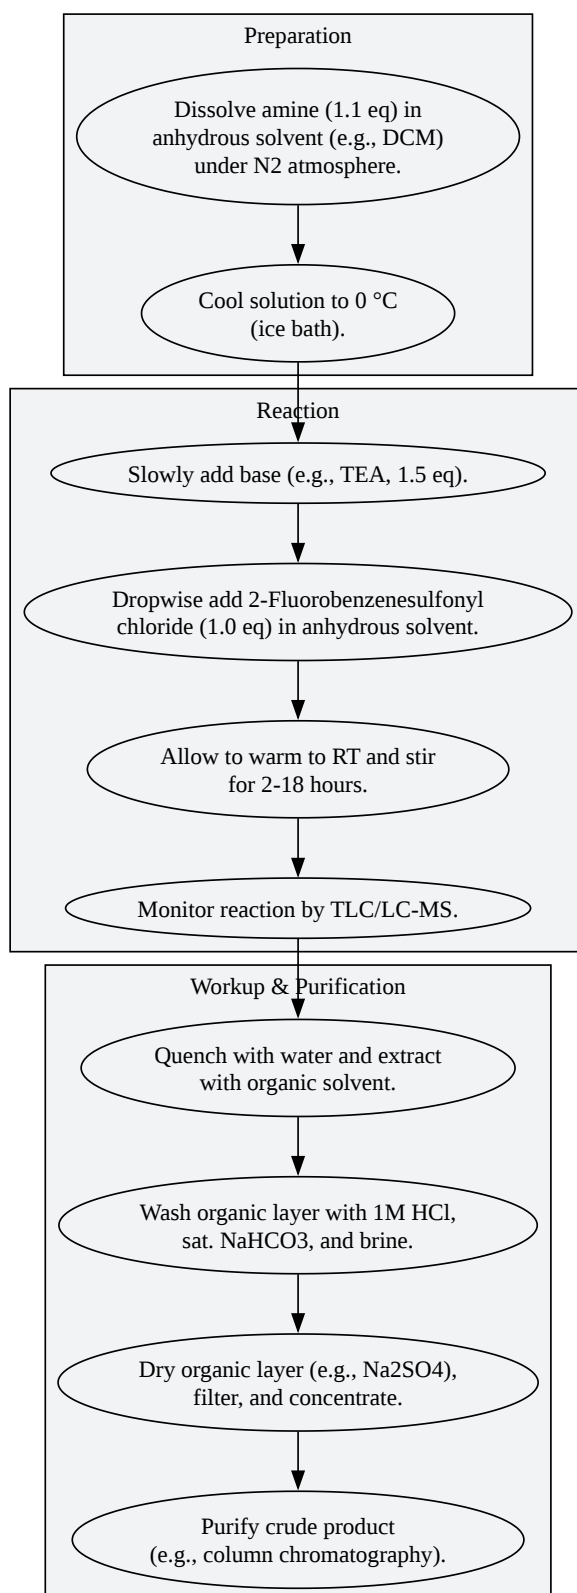 Preparation
Dissolve amine (1.1 eq) in
anhydrous solvent (e.g., DCM)
under N2 atmosphere.
Cool solution to 0 °C
(ice bath).
Reaction
Slowly add base (e.g., TEA, 1.5 eq).
Dropwise add 2-Fluorobenzenesulfonyl
chloride (1.0 eq) in anhydrous solvent.
Allow to warm to RT and stir
for 2-18 hours.
Monitor reaction by TLC/LC-MS.
Workup & Purification
Quench with water and extract
with organic solvent.
Wash organic layer with 1M HCl,
sat. NaHCO3, and brine.
Dry organic layer (e.g., Na2SO4),
filter, and concentrate.
Purify crude product
(e.g., column chromatography).